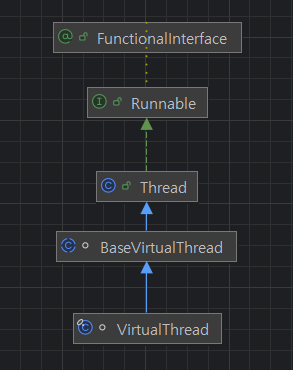 @ FunctionalInterface
I Runnable
C Thread
C BaseVirtualThread
C VirtualThread